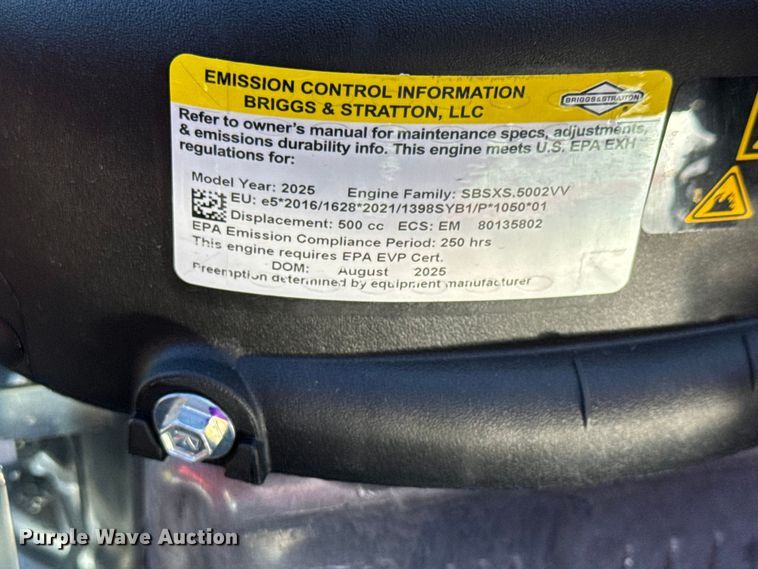 EMISSION CONTROL INFORMATION
BRIGGS & STRATTON, LLC
BRIGGS & STRATTON
Refer to owner's manual for maintenance specs, adjustments,
& emissions durability info. This engine meets U.S. EPA EXH
regulations for:
Model Year: 2025 Engine Family: SBSXS.5002VV
EU: e5*2016/1628*2021/1398SYB1/P*1050*01
Displacement: 500 cc ECS: EM 80135802
EPA Emission Compliance Period: 250 hrs
This engine requires EPA EVP Cert.
DOM: August 2025
Preemption determined by equipment manufacturer
Purple Wave Auction